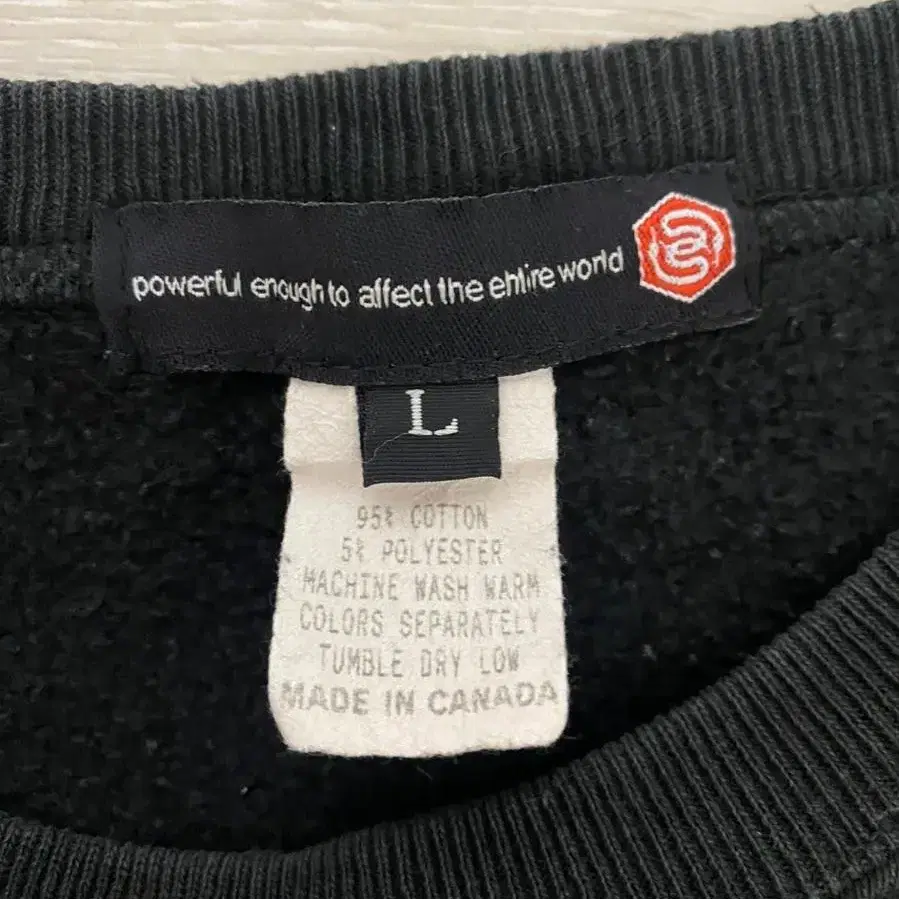 powerful enough to affect the entire world
L
95% COTTON
5% POLYESTER
MACHINE WASH WARM
COLORS SEPARATELY
TUMBLE DRY LOW
MADE IN CANADA